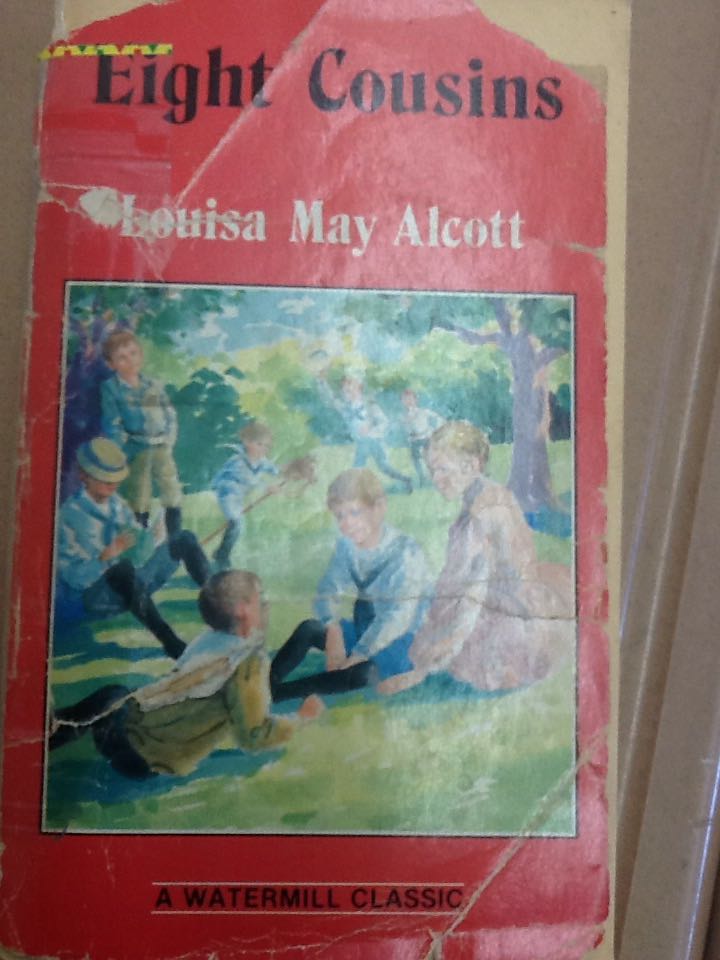 Eight Cousins
Louisa May Alcott
A WATERMILL CLASSIC